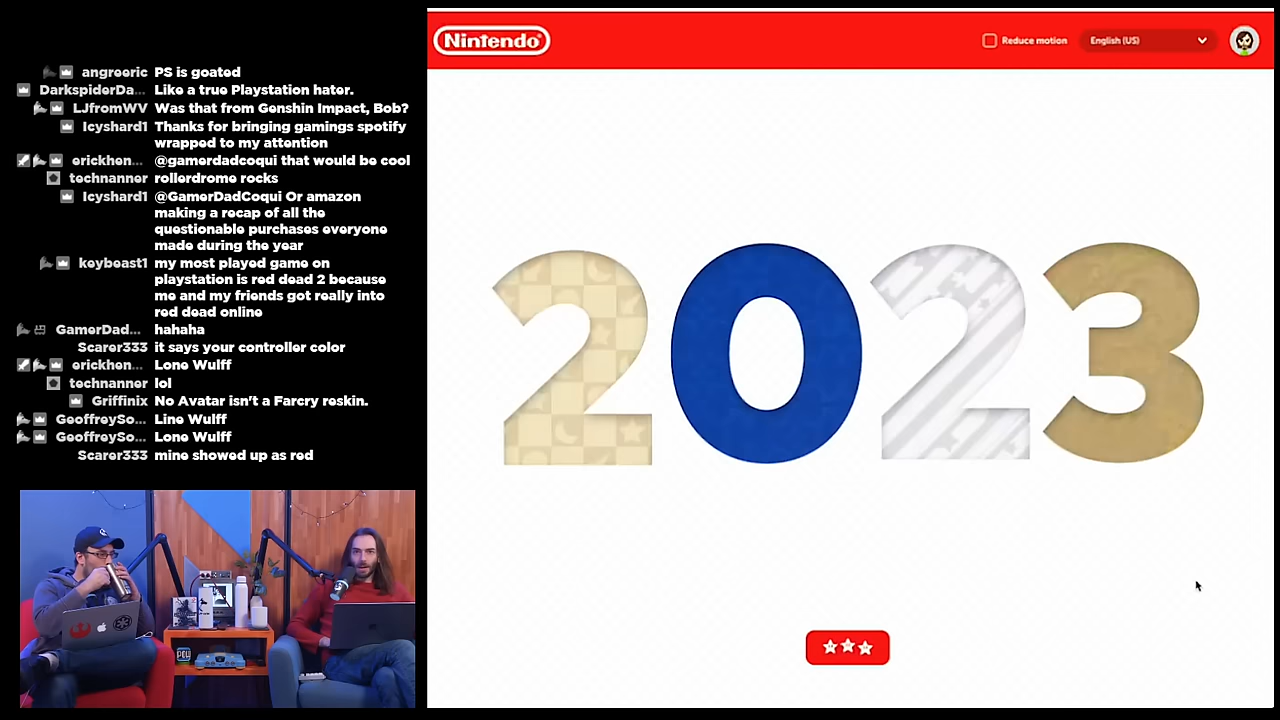 Nintendo
Reduce motion
English (US)
angreeric PS is goated
DarkspiderDa... Like a true Playstation hater.
LJfromWV Was that from Genshin Impact, Bob?
Icyshard1 Thanks for bringing gamings spotify
wrapped to my attention
erickhen... @gamerdadcoqui that would be cool
technanner rollerdrome rocks
Icyshard1 @GamerDadCoqui Or amazon
making a recap of all the
questionable purchases everyone
made during the year
keybeast1 my most played game on
playstation is red dead 2 because
me and my friends got really into
red dead online
GamerDad... hahaha
Scarer333 it says your controller color
erickhen... Lone Wulff
technanner lol
Griffinix No Avatar isn't a Farcry reskin.
GeoffreySo... Line Wulff
GeoffreySo... Lone Wulff
Scarer333 mine showed up as red
2023